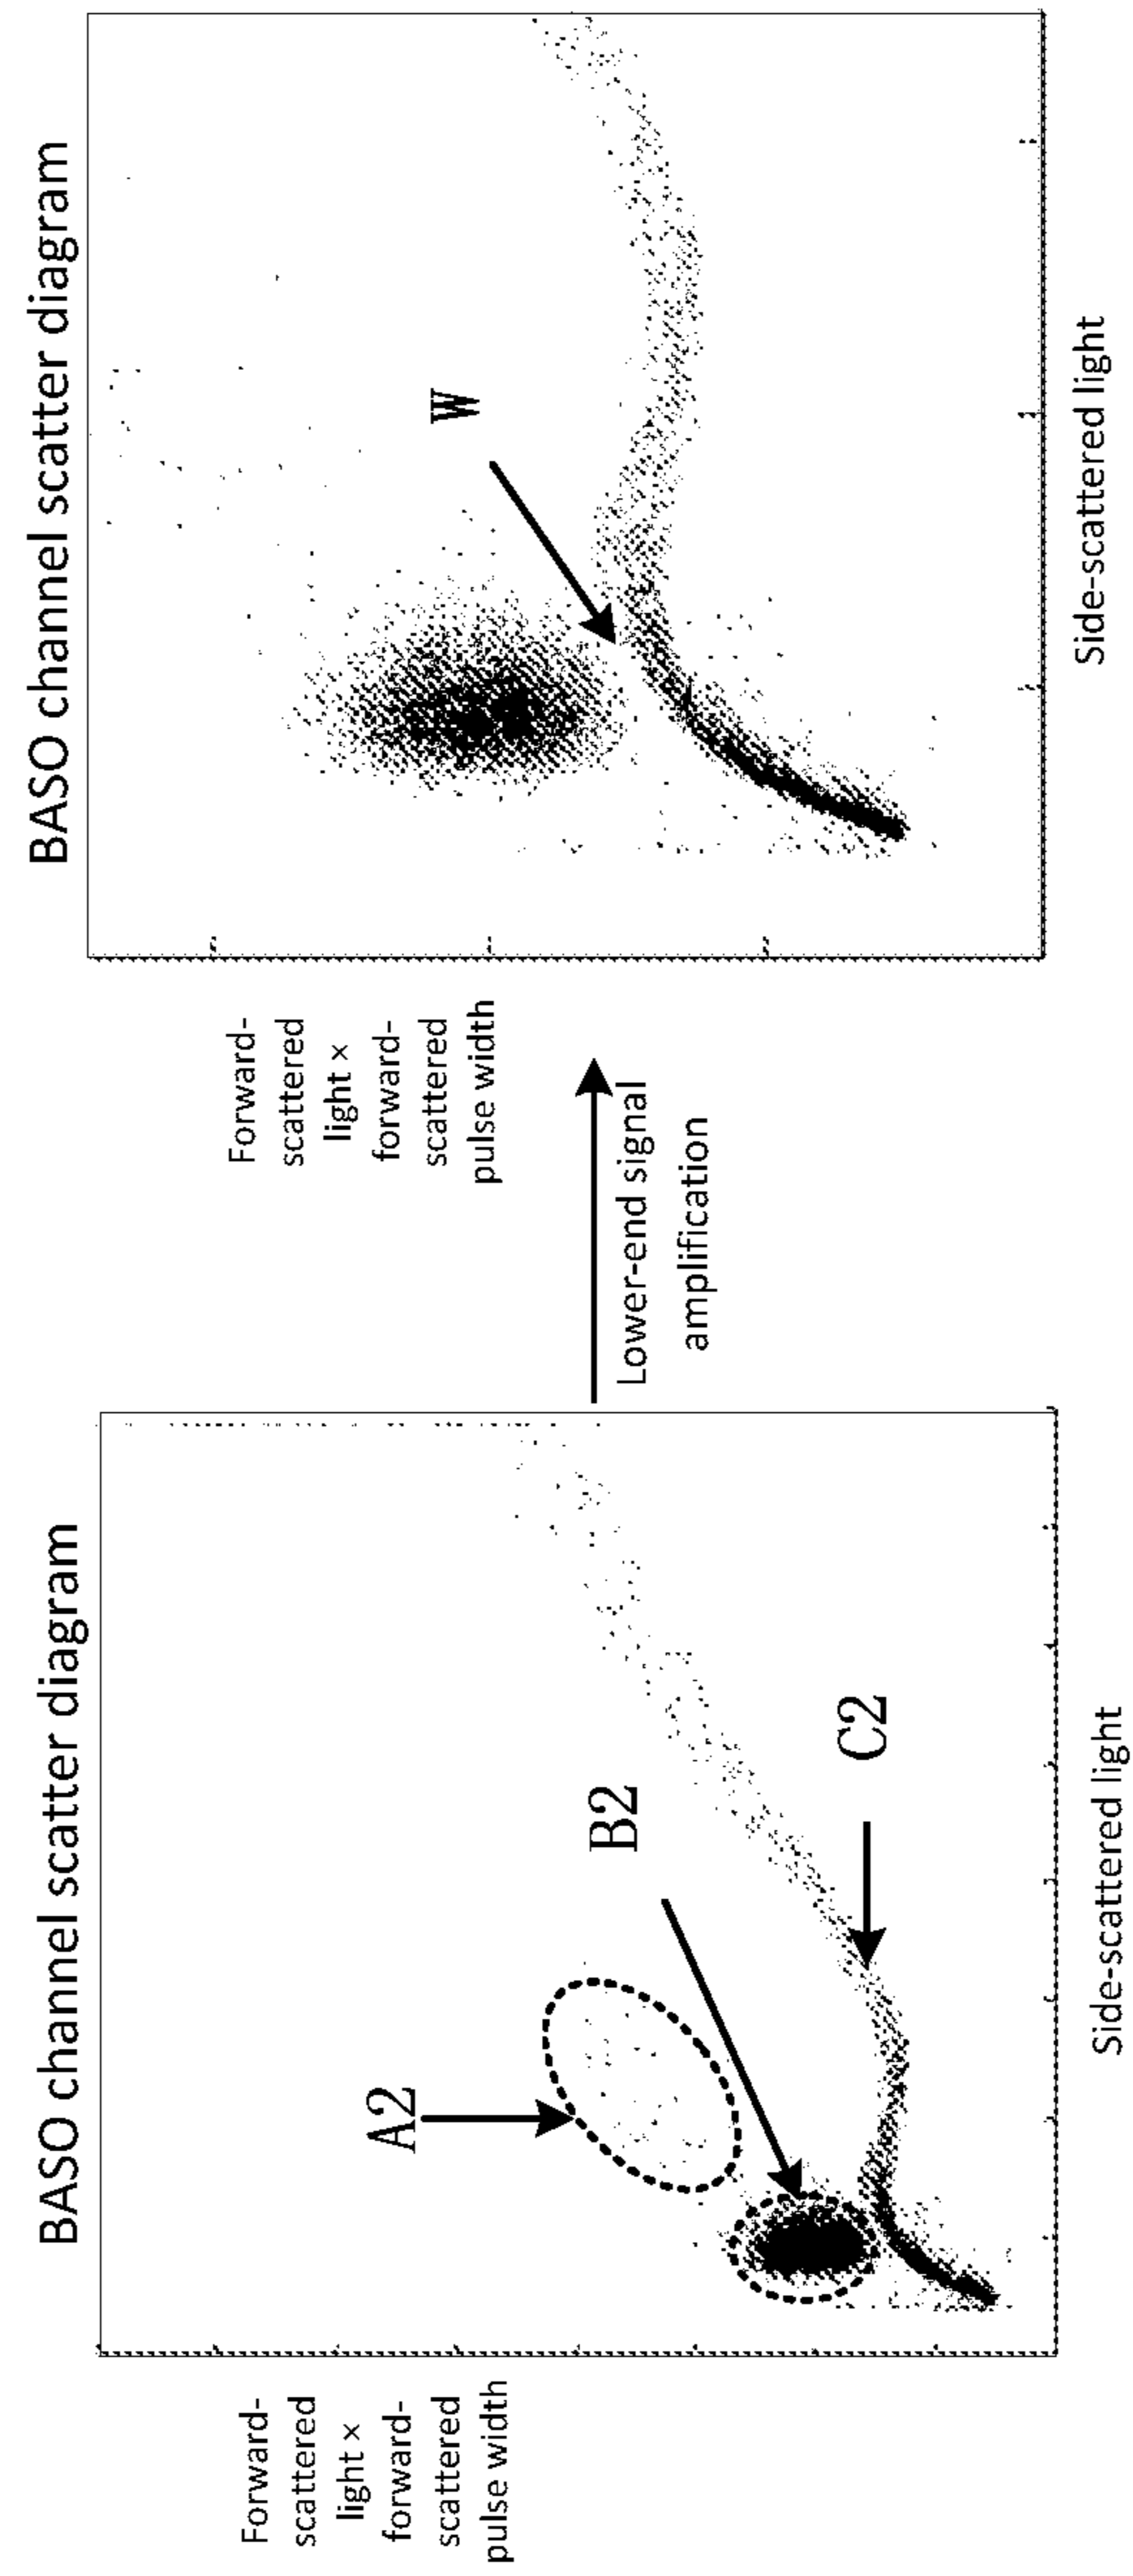 BASO channel scatter diagram
Forward-
scattered
light ×
forward-
scattered
pulse width
A2
B2
C2
Side-scattered light
Lower-end signal
amplification
BASO channel scatter diagram
Forward-
scattered
light ×
forward-
scattered
pulse width
W
Side-scattered light